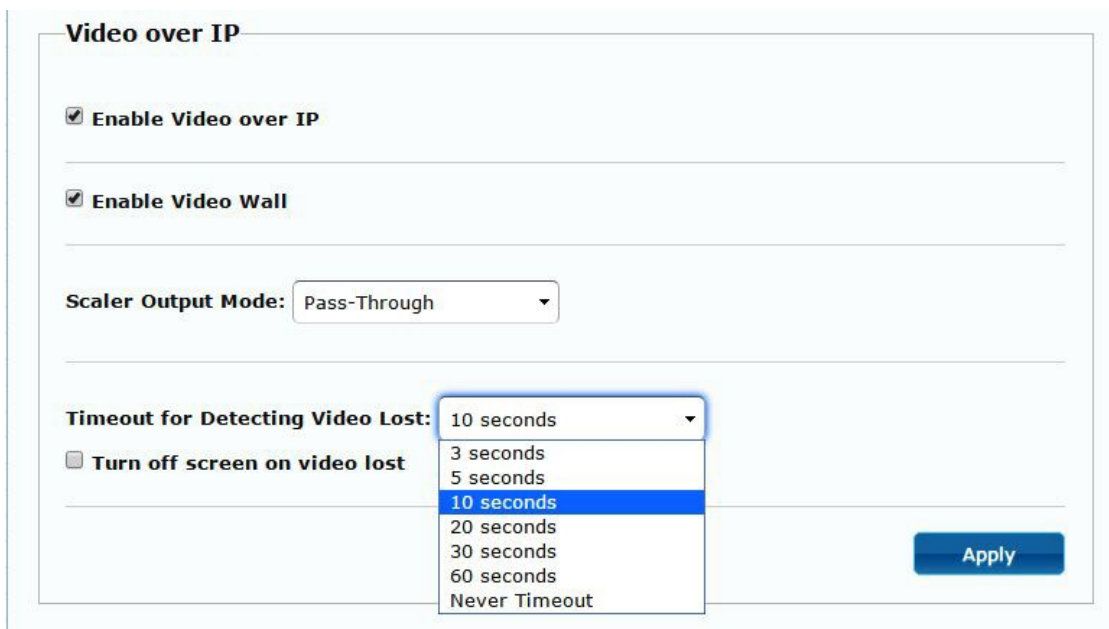 Video over IP
Enable Video over IP
Enable Video Wall
Scaler Output Mode: Pass-Through
Timeout for Detecting Video Lost: 10 seconds
Turn off screen on video lost
3 seconds
5 seconds
10 seconds
20 seconds
30 seconds
60 seconds
Never Timeout
Apply